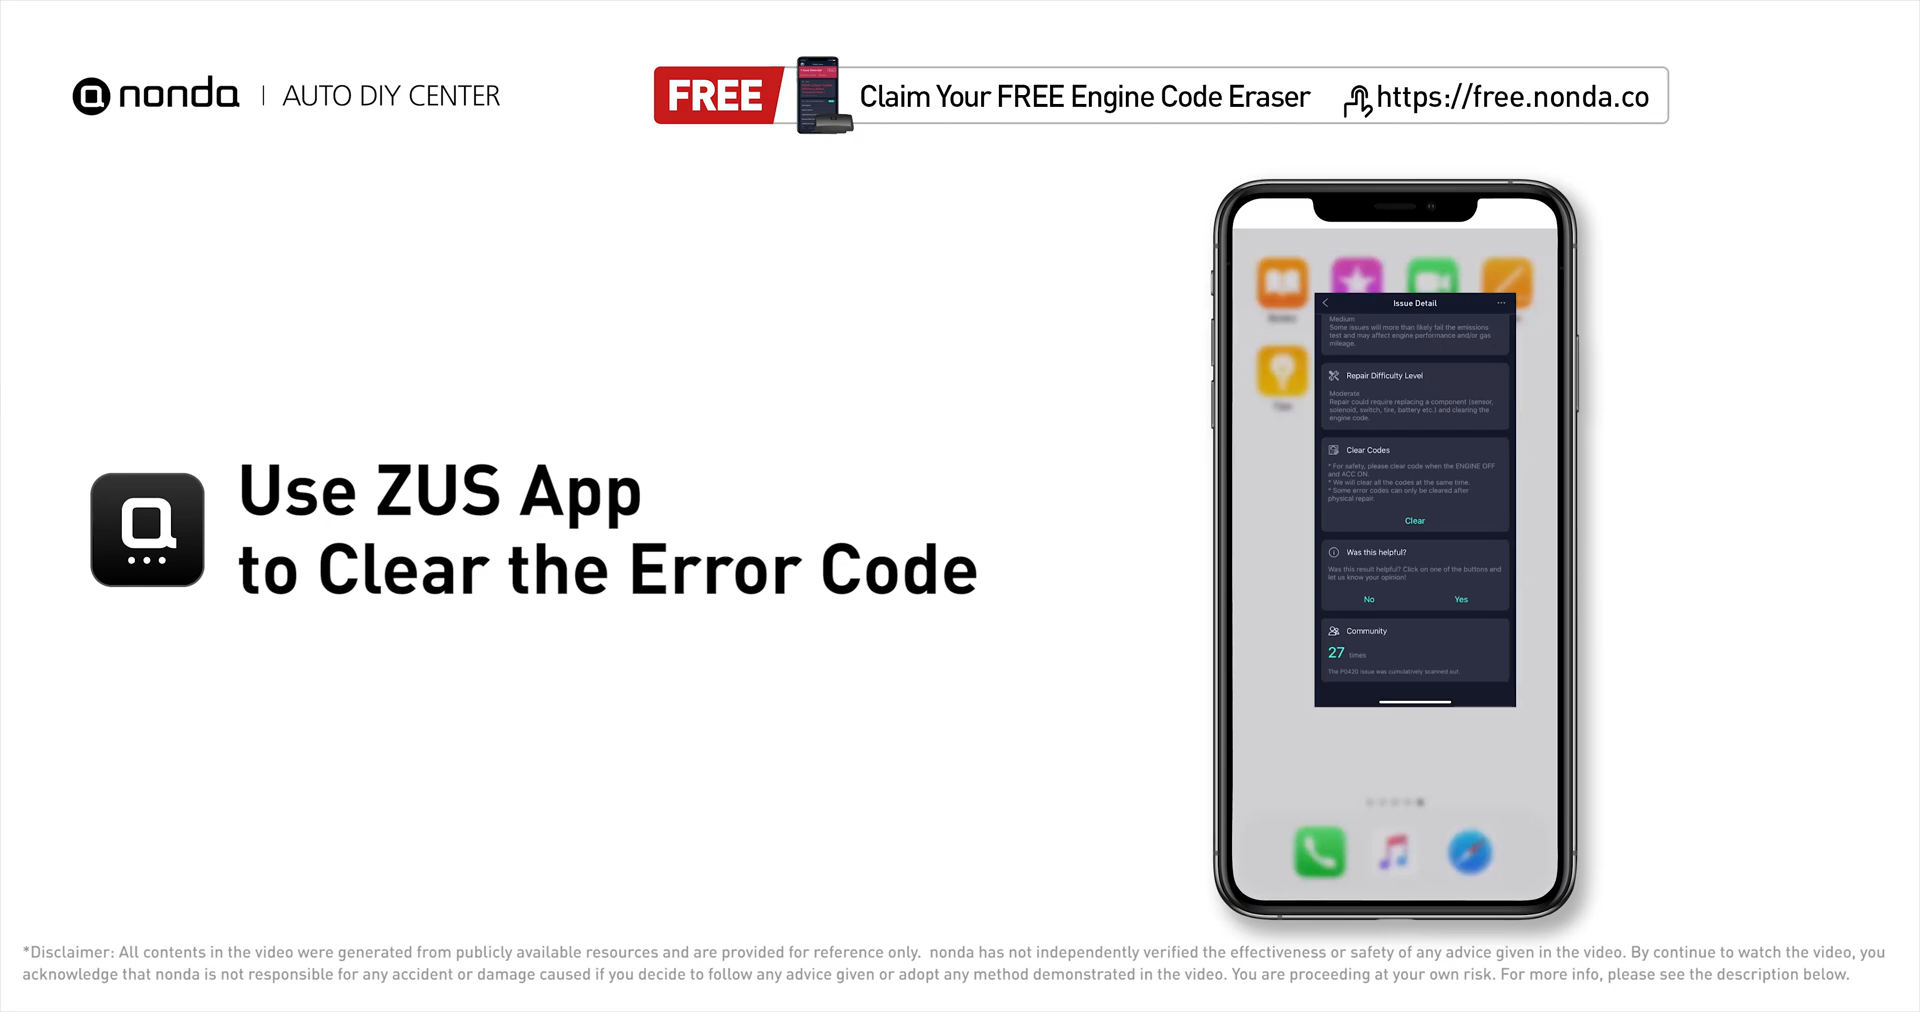 nonda | AUTO DIY CENTER
FREE
Claim Your FREE Engine Code Eraser
https://free.nonda.co
Use ZUS App
to Clear the Error Code
Issue Detail
Medium
Some issues will more than likely fail the emissions
test and may affect engine performance and/or gas
mileage.
Repair Difficulty Level
Moderate
Repair could require replacing a component (sensor,
solenoid, switch, tire, battery etc.) and clearing the
engine code.
Clear Codes
* For safety, please clear code when the ENGINE OFF
and ACC ON.
* We will clear all the codes at the same time.
* Some error codes can only be cleared after
physical repair.
Clear
Was this helpful?
Was this result helpful? Click on one of the buttons and
let us know your opinion!
No Yes
Community
27 times
The P0420 issue was cumulatively scanned out.
*Disclaimer: All contents in the video were generated from publicly available resources and are provided for reference only. nonda has not independently verified the effectiveness or safety of any advice given in the video. By continue to watch the video, you
acknowledge that nonda is not responsible for any accident or damage caused if you decide to follow any advice given or adopt any method demonstrated in the video. You are proceeding at your own risk. For more info, please see the description below.